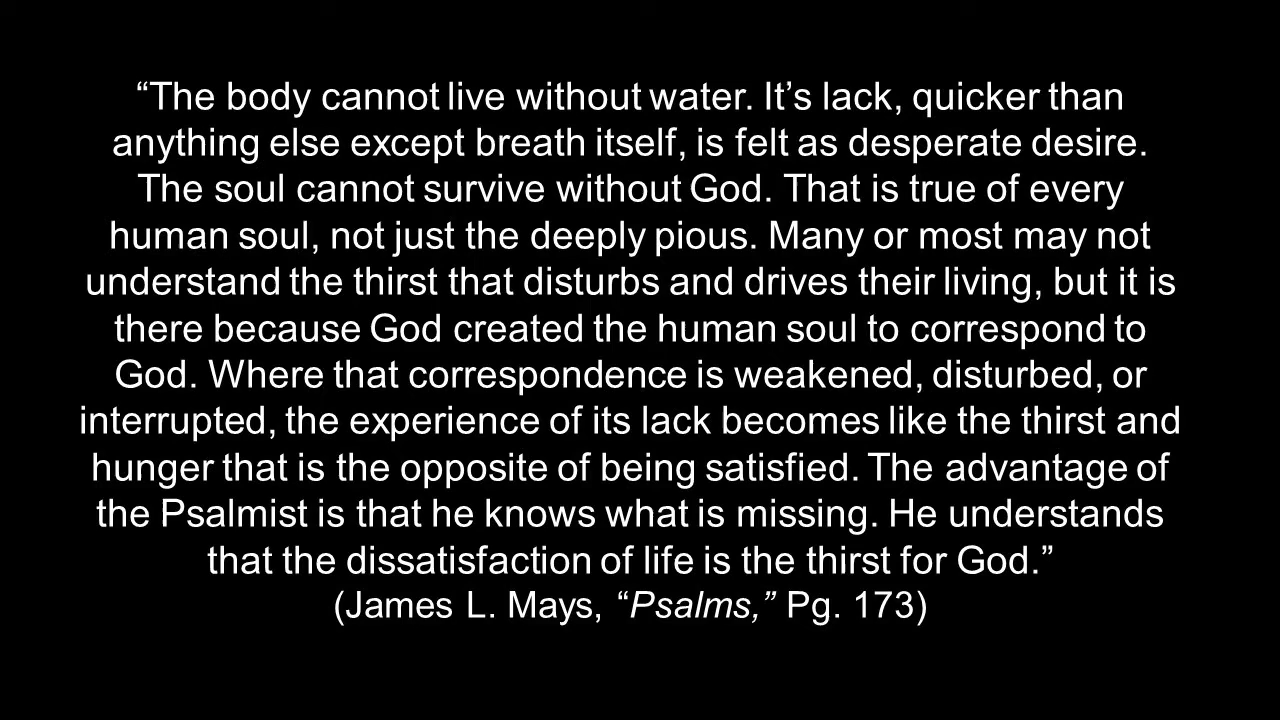 “The body cannot live without water. It’s lack, quicker than
anything else except breath itself, is felt as desperate desire.
The soul cannot survive without God. That is true of every
human soul, not just the deeply pious. Many or most may not
understand the thirst that disturbs and drives their living, but it is
there because God created the human soul to correspond to
God. Where that correspondence is weakened, disturbed, or
interrupted, the experience of its lack becomes like the thirst and
hunger that is the opposite of being satisfied. The advantage of
the Psalmist is that he knows what is missing. He understands
that the dissatisfaction of life is the thirst for God.”
(James L. Mays, “Psalms,” Pg. 173)